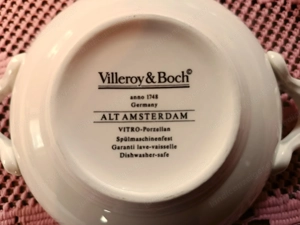 Villeroy & Boch©
anno 1748
Germany
ALT AMSTERDAM
VITRO-Porzellan
Spülmaschinenfest
Garanti lave-vaisselle
Dishwasher-safe